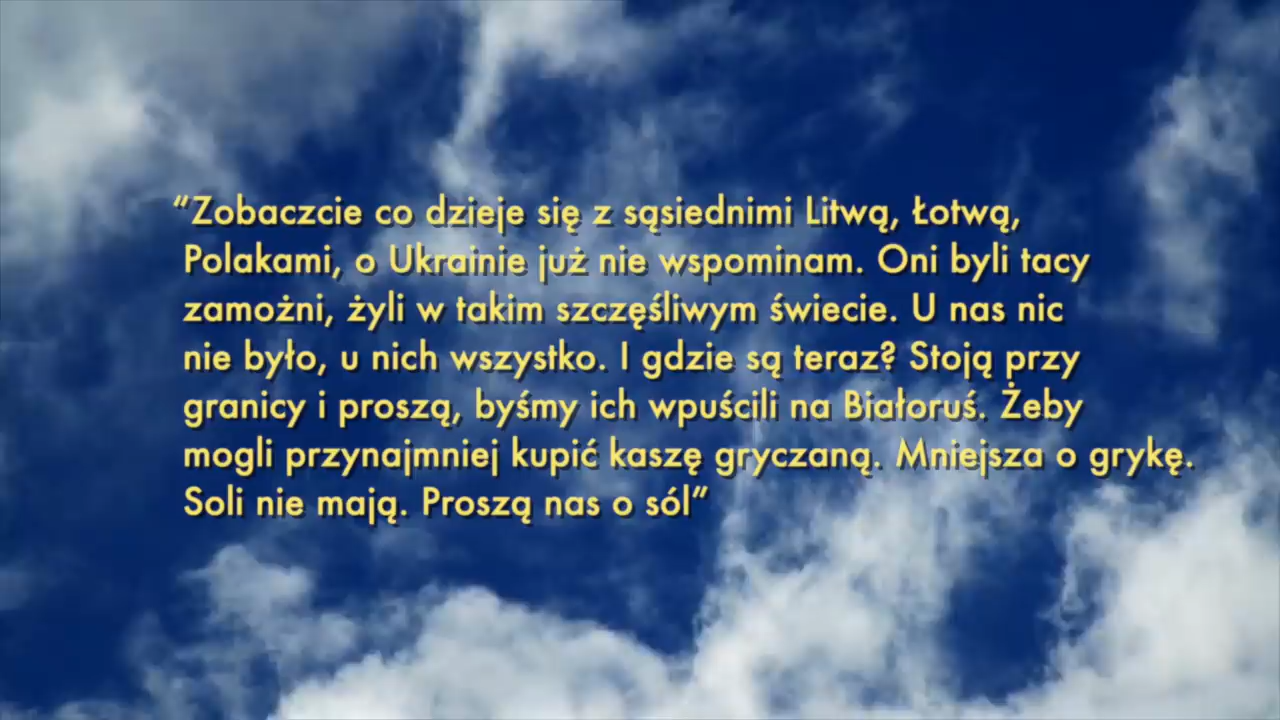 “Zobaczcie co dzieje się z sąsiednimi Litwą, Łotwą,
Polakami, o Ukrainie już nie wspominam. Oni byli tacy
zamożni, żyli w takim szczęśliwym świecie. U nas nic
nie było, u nich wszystko. I gdzie są teraz? Stoją przy
granicy i proszą, byśmy ich wpuścili na Białoruś. Żeby
mogli przynajmniej kupić kaszę gryczaną. Mniejsza o grykę.
Soli nie mają. Proszą nas o sól”